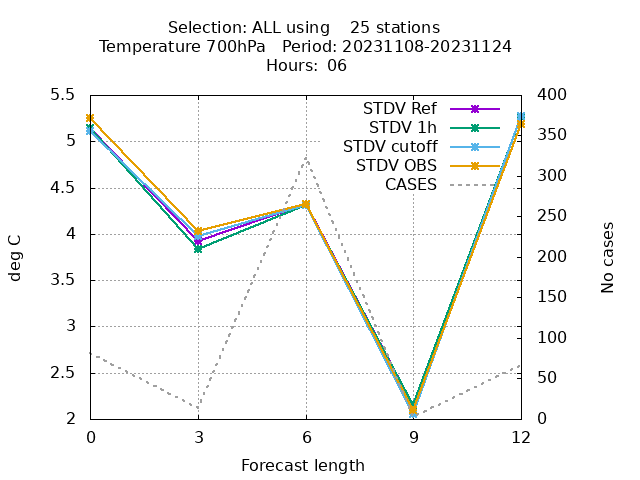 Selection: ALL using    25 stations
Temperature 700hPa   Period: 20231108-20231124
Hours: 06
5.5
5
4.5
4
3.5
3
2.5
2
deg C
STDV Ref
STDV 1h
STDV cutoff
STDV OBS
CASES
400
350
300
250
200
150
100
50
0
No cases
0 3 6 9 12
Forecast length